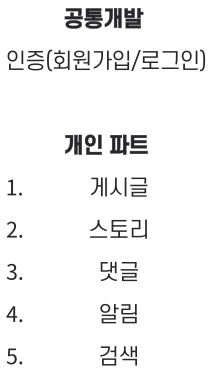 공통개발
인증(회원가입/로그인)
개인 파트
1. 게시글
2. 스토리
3. 댓글
4. 알림
5. 검색